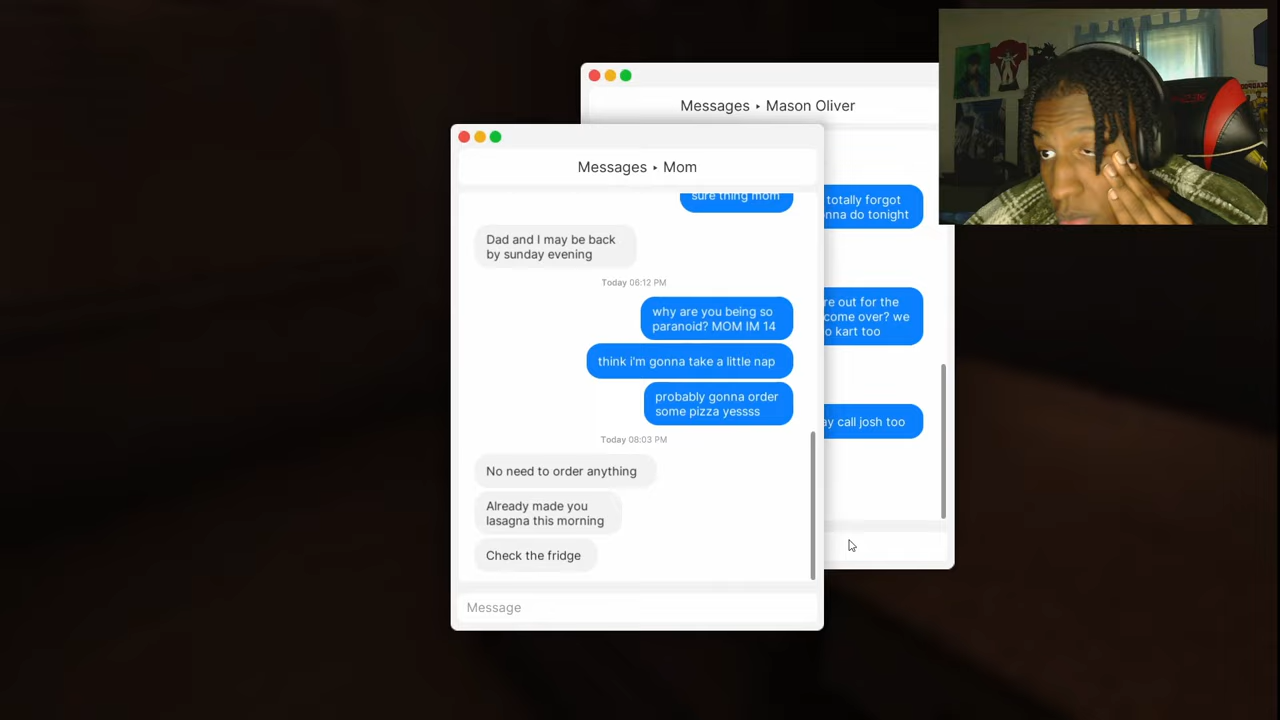 Messages ‣ Mason Oliver
Messages ‣ Mom
sure thing mom
totally forgot
nna do tonight
Dad and I may be back
by sunday evening
Today 06:12 PM
why are you being so
paranoid? MOM IM 14
re out for the
come over? we
o kart too
think i'm gonna take a little nap
probably gonna order
some pizza yessss
ay call josh too
Today 08:03 PM
No need to order anything
Already made you
lasagna this morning
Check the fridge
Message